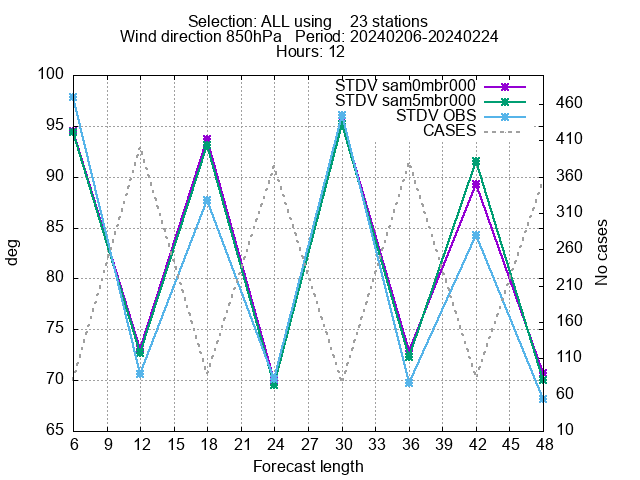 Selection: ALL using    23 stations
Wind direction 850hPa   Period: 20240206-20240224
Hours: 12
STDV sam0mbr000
STDV sam5mbr000
STDV OBS
CASES
100
95
90
85
80
75
70
65
deg
460
410
360
310
260
210
160
110
60
10
No cases
6 9 12 15 18 21 24 27 30 33 36 39 42 45 48
Forecast length